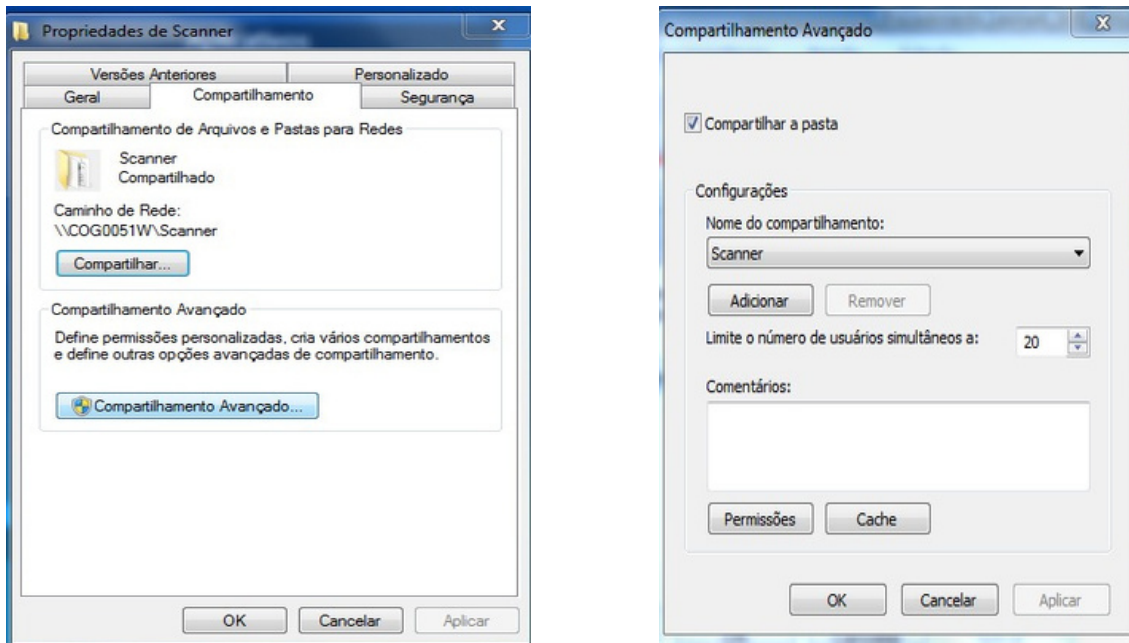 Propriedades de Scanner
Versões Anteriores
Personalizado
Geral
Compartilhamento
Segurança
Compartilhamento de Arquivos e Pastas para Redes
Scanner
Compartilhado
Caminho de Rede:
\\COG0051W\Scanner
Compartilhar...
Compartilhamento Avançado
Define permissões personalizadas, cria vários compartilhamentos
e define outras opções avançadas de compartilhamento.
Compartilhamento Avançado...
OK
Cancelar
Aplicar
Compartilhamento Avançado
Compartilhar a pasta
Configurações
Nome do compartilhamento:
Scanner
Adicionar
Remover
Limite o número de usuários simultâneos a:
20
Comentários:
Permissões
Cache
OK
Cancelar
Aplicar